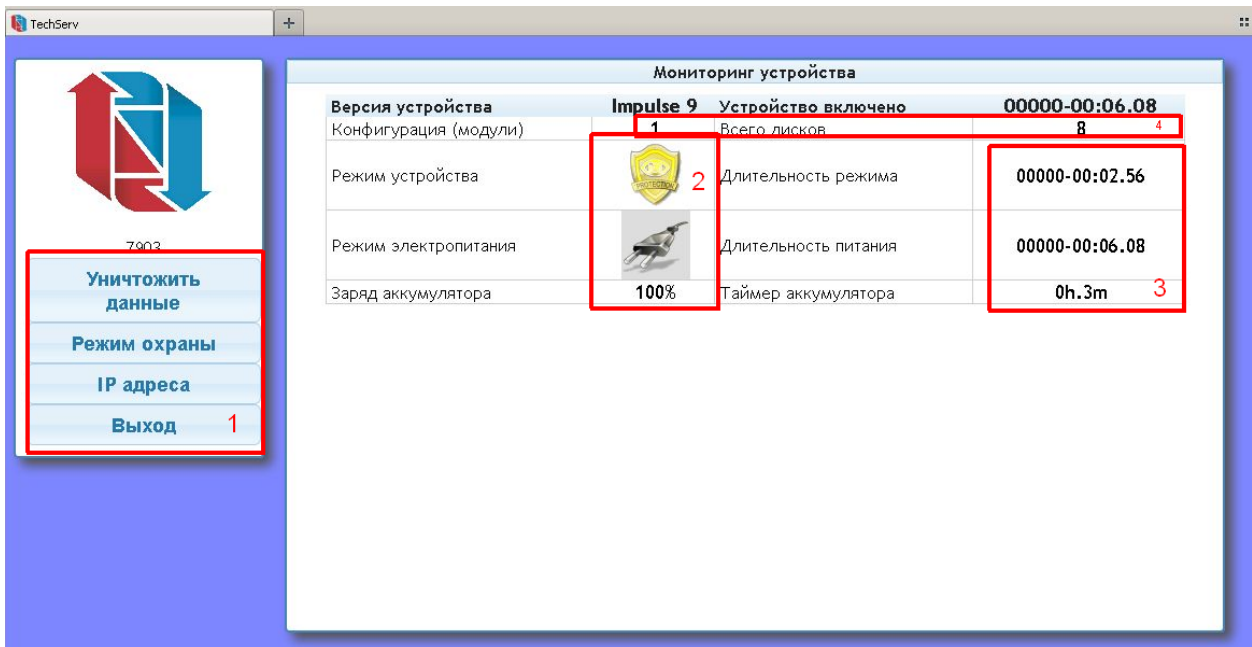 TechServ
Мониторинг устройства
Версия устройства Impulse 9 Устройство включено 00000-00:06.08
Конфигурация (модули) 1 Всего дисков 8 4
Режим устройства PROTECTION 2 Длительность режима 00000-00:02.56
7903
Режим электропитания Длительность питания 00000-00:06.08
Заряд аккумулятора 100% Таймер аккумулятора 0h.3m 3
Уничтожить
данные
Режим охраны
IP адреса
Выход 1